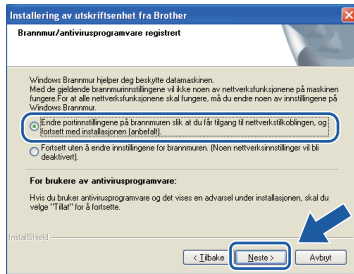 Installering av utskriftsenhet fra Brother
Brannmur/antivirusprogramvare registrert
Windows Brannmur hjelper deg beskytte datamaskinen.
Med de gjeldende brannmurinnstillingene vil ikke noen av nettverksfunksjonene på maskinen
fungere.For at alle nettverksfunksjonene skal fungere, må du endre noen av innstillingene på
Windows Brannmur.
Endre portinnstillingene på brannmuren slik at du får tilgang til nettverkstilkoblingen, og
fortsett med installasjonen (anbefalt).
Fortsett uten å endre innstillingene for brannmuren. (Noen nettverksinnstillinger vil bli
deaktivert).
For brukere av antivirusprogramvare:
Hvis du bruker antivirusprogramvare og det vises en advarsel under installasjonen, skal du
velge "Tillat" for å fortsette.
InstallShield
< Tilbake
Neste >
Avbryt